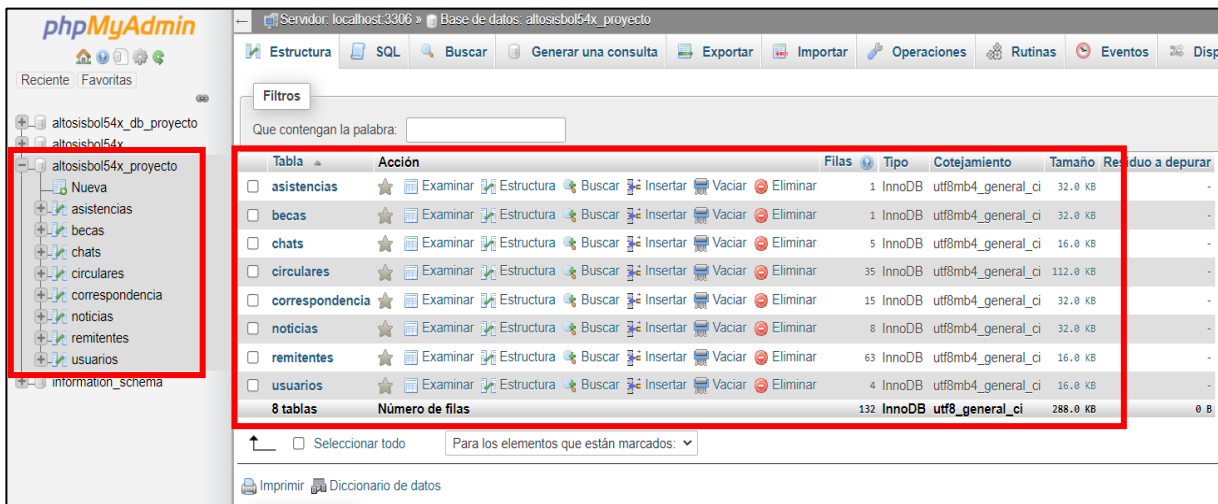 phpMyAdmin
Reciente Favoritas
altosisbol54x_db_proyecto
altosisbol54x
altosisbol54x_proyecto
Nueva
asistencias
becas
chats
circulares
correspondencia
noticias
remitentes
usuarios
information_schema
← Servidor: localhost:3306 » Base de datos: altosisbol54x_proyecto
Estructura SQL Buscar Generar una consulta Exportar Importar Operaciones Rutinas Eventos Disp
Filtros
Que contengan la palabra:
Tabla Acción Filas Tipo Cotejamiento Tamaño Residuo a depurar
asistencias Examinar Estructura Buscar Insertar Vaciar Eliminar 1 InnoDB utf8mb4_general_ci 32.0 KB -
becas Examinar Estructura Buscar Insertar Vaciar Eliminar 1 InnoDB utf8mb4_general_ci 32.0 KB -
chats Examinar Estructura Buscar Insertar Vaciar Eliminar 5 InnoDB utf8mb4_general_ci 16.0 KB -
circulares Examinar Estructura Buscar Insertar Vaciar Eliminar 35 InnoDB utf8mb4_general_ci 112.0 KB -
correspondencia Examinar Estructura Buscar Insertar Vaciar Eliminar 15 InnoDB utf8mb4_general_ci 32.0 KB -
noticias Examinar Estructura Buscar Insertar Vaciar Eliminar 8 InnoDB utf8mb4_general_ci 32.0 KB -
remitentes Examinar Estructura Buscar Insertar Vaciar Eliminar 63 InnoDB utf8mb4_general_ci 16.0 KB -
usuarios Examinar Estructura Buscar Insertar Vaciar Eliminar 4 InnoDB utf8mb4_general_ci 16.0 KB -
8 tablas Número de filas 132 InnoDB utf8_general_ci 288.0 KB 0 B
Seleccionar todo Para los elementos que están marcados:
Imprimir Diccionario de datos